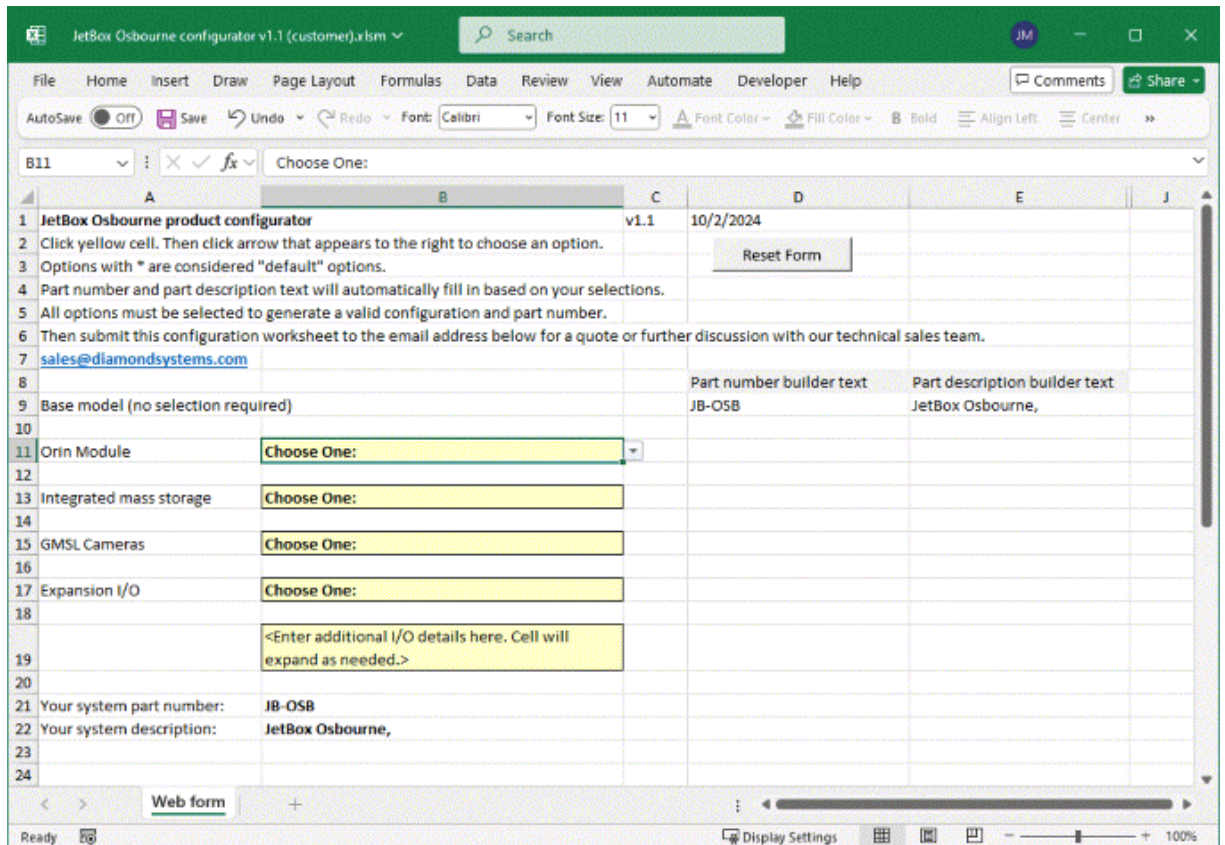 JetBox Osbourne configurator v1.1 (customer).xlsm
Search
JM
File Home Insert Draw Page Layout Formulas Data Review View Automate Developer Help Comments Share
AutoSave Off Save Undo Redo Font: Calibri Font Size: 11 Font Color Fill Color B Bold Align Left Center
B11 fx Choose One:
A B C D E J
1 JetBox Osbourne product configurator v1.1 10/2/2024
2 Click yellow cell. Then click arrow that appears to the right to choose an option.
Reset Form
3 Options with * are considered "default" options.
4 Part number and part description text will automatically fill in based on your selections.
5 All options must be selected to generate a valid configuration and part number.
6 Then submit this configuration worksheet to the email address below for a quote or further discussion with our technical sales team.
7 sales@diamondsystems.com
8 Part number builder text Part description builder text
9 Base model (no selection required) JB-OSB JetBox Osbourne,
10
11 Orin Module Choose One:
12
13 Integrated mass storage Choose One:
14
15 GMSL Cameras Choose One:
16
17 Expansion I/O Choose One:
18
<Enter additional I/O details here. Cell will
19 expand as needed.>
20
21 Your system part number: JB-OSB
22 Your system description: JetBox Osbourne,
23
24
Web form
Ready Display Settings 100%